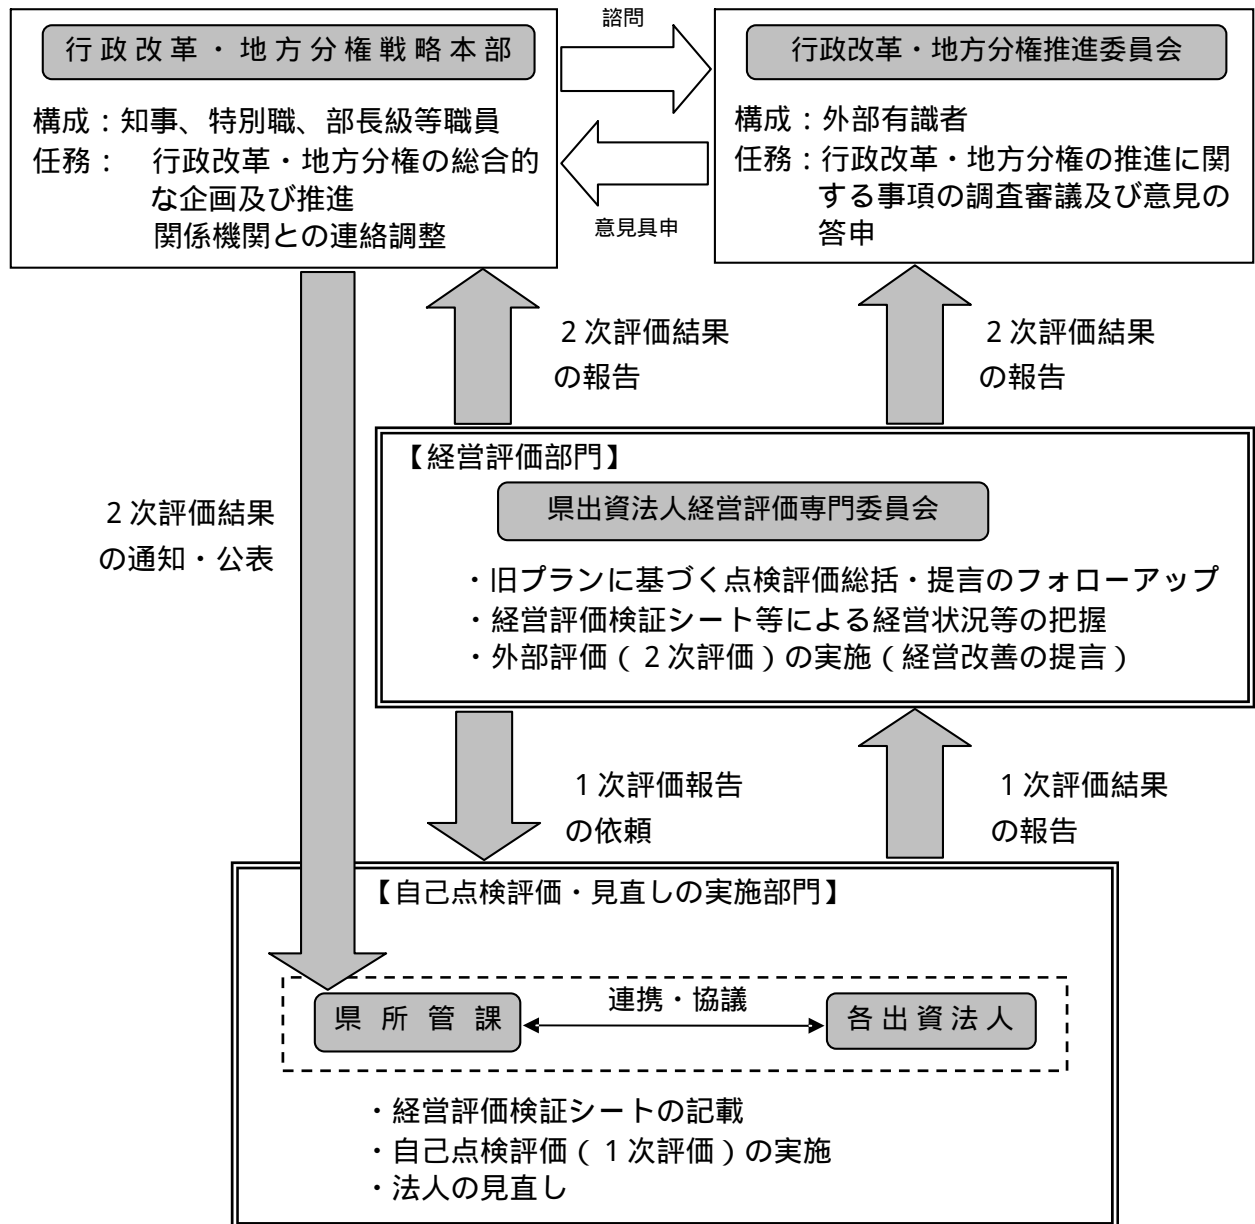 諮問
行政改革・地方分権戦略本部
構成：知事、特別職、部長級等職員
任務：　行政改革・地方分権の総合的
な企画及び推進
関係機関との連絡調整
行政改革・地方分権推進委員会
構成：外部有識者
任務：行政改革・地方分権の推進に関
する事項の調査審議及び意見の
答申
意見具申
２次評価結果
の報告
２次評価結果
の報告
２次評価結果
の通知・公表
【経営評価部門】
県出資法人経営評価専門委員会
・旧プランに基づく点検評価総括・提言のフォローアップ
・経営評価検証シート等による経営状況等の把握
・外部評価（２次評価）の実施（経営改善の提言）
１次評価報告
の依頼
１次評価結果
の報告
【自己点検評価・見直しの実施部門】
県所管課
連携・協議
各出資法人
・経営評価検証シートの記載
・自己点検評価（１次評価）の実施
・法人の見直し